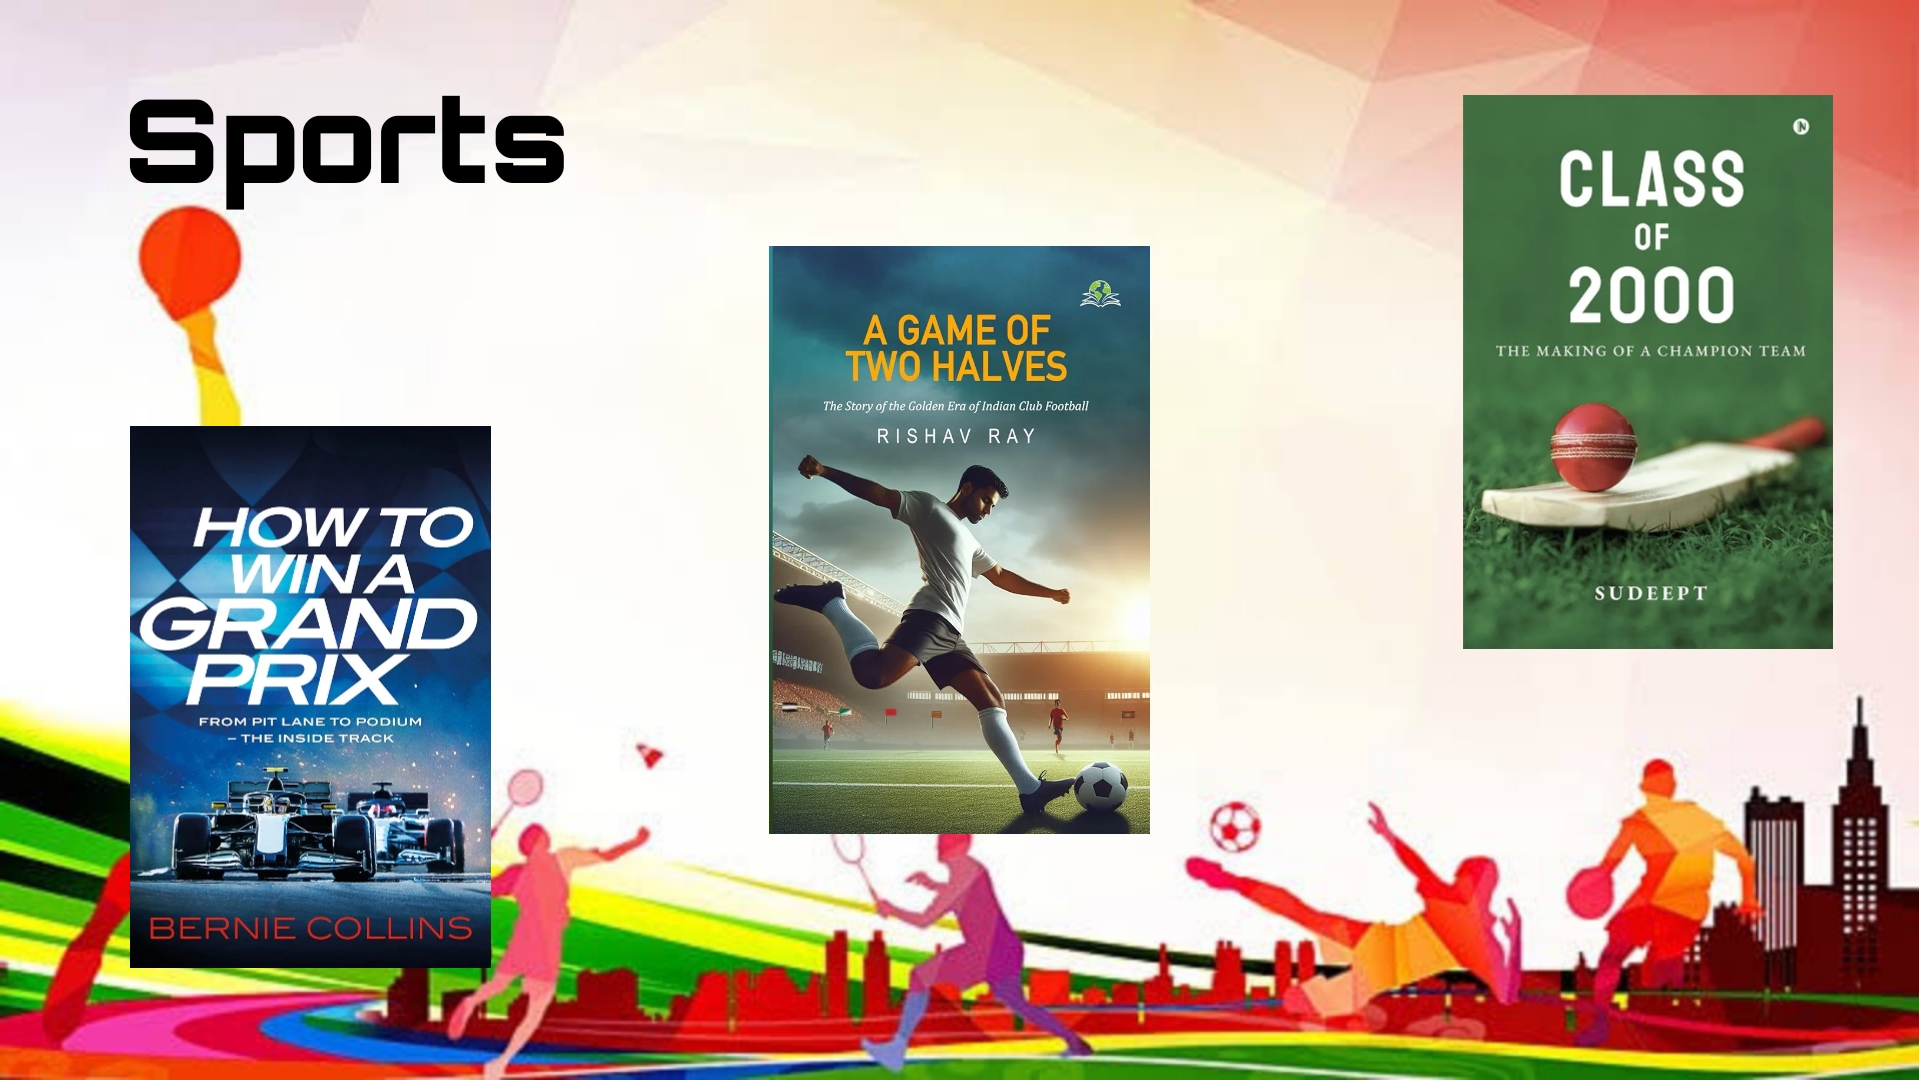 Sports
HOW TO
WIN A
GRAND
PRIX
FROM PIT LANE TO PODIUM
– THE INSIDE TRACK
BERNIE COLLINS
A GAME OF
TWO HALVES
The Story of the Golden Era of Indian Club Football
RISHAV RAY
CLASS
OF
2000
THE MAKING OF A CHAMPION TEAM
SUDEEPT